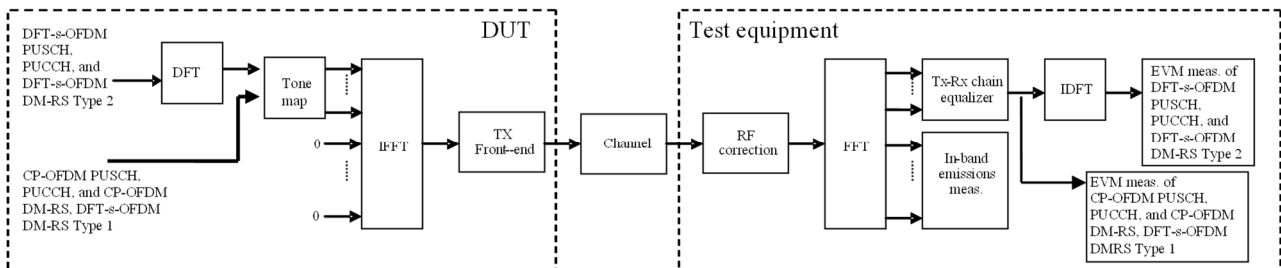 DUT
DFT-s-OFDM
PUSCH,
PUCCH, and
DFT-s-OFDM
DM-RS Type 2
DFT
Tone
map
CP-OFDM PUSCH,
PUCCH, and CP-OFDM
DM-RS, DFT-s-OFDM
DM-RS Type 1
0
0
IFFT
TX
Front--end
Channel
Test equipment
RF
correction
FFT
Tx-Rx chain
equalizer
In-band
emissions
meas.
IDFT
EVM meas. of
DFT-s-OFDM
PUSCH,
PUCCH, and
DFT-s-OFDM
DM-RS Type 2
EVM meas. of
CP-OFDM PUSCH,
PUCCH, and CP-OFDM
DM-RS, DFT-s-OFDM
DMRS Type 1